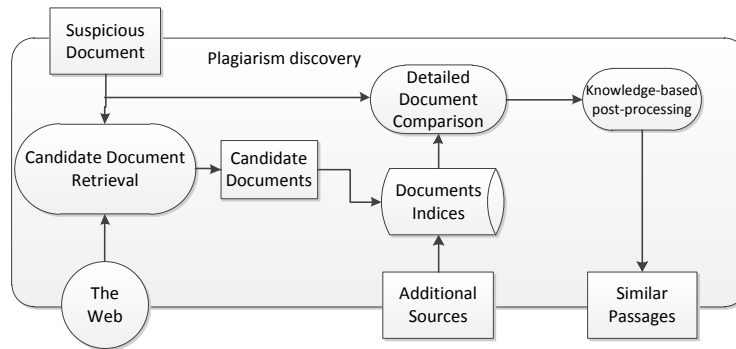 Suspicious
Document
Plagiarism discovery
Detailed
Document
Comparison
Knowledge-based
post-processing
Candidate Document
Retrieval
Candidate
Documents
Documents
Indices
The
Web
Additional
Sources
Similar
Passages